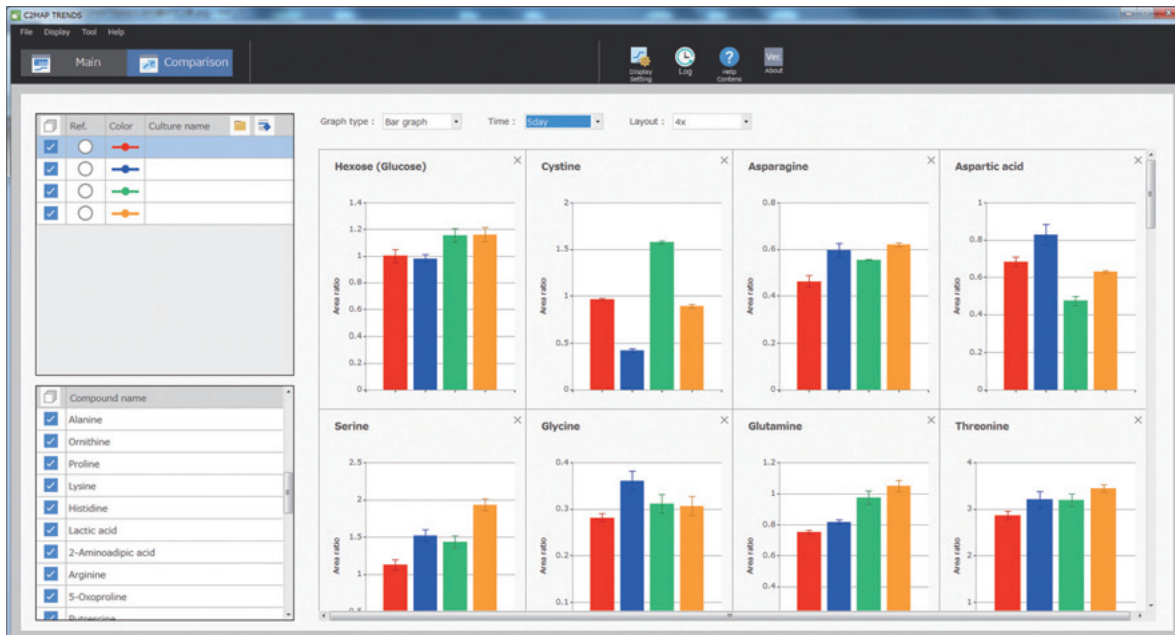 C2MAP TRENDS
File Display Tool Help
Main Comparison
Display Setting
Log
Help Contens
Ver.
About
Ref. Color Culture name
Graph type : Bar graph Time : 5day Layout : 4x
Hexose (Glucose)
Area ratio
1.4
1.2
1
0.8
0.6
0.4
0.2
0
Cystine
Area ratio
2
1.5
1
0.5
0
Asparagine
Area ratio
0.8
0.6
0.4
0.2
0
Aspartic acid
Area ratio
1
0.8
0.6
0.4
0.2
0
Compound name
Alanine
Ornithine
Proline
Lysine
Histidine
Lactic acid
2-Aminoadipic acid
Arginine
5-Oxoproline
Putrescine
Serine
Area ratio
2.5
2
1.5
1
0.5
Glycine
Area ratio
0.4
0.3
0.2
0.1
Glutamine
Area ratio
1.2
1
0.8
0.6
0.4
Threonine
Area ratio
4
3
2
1